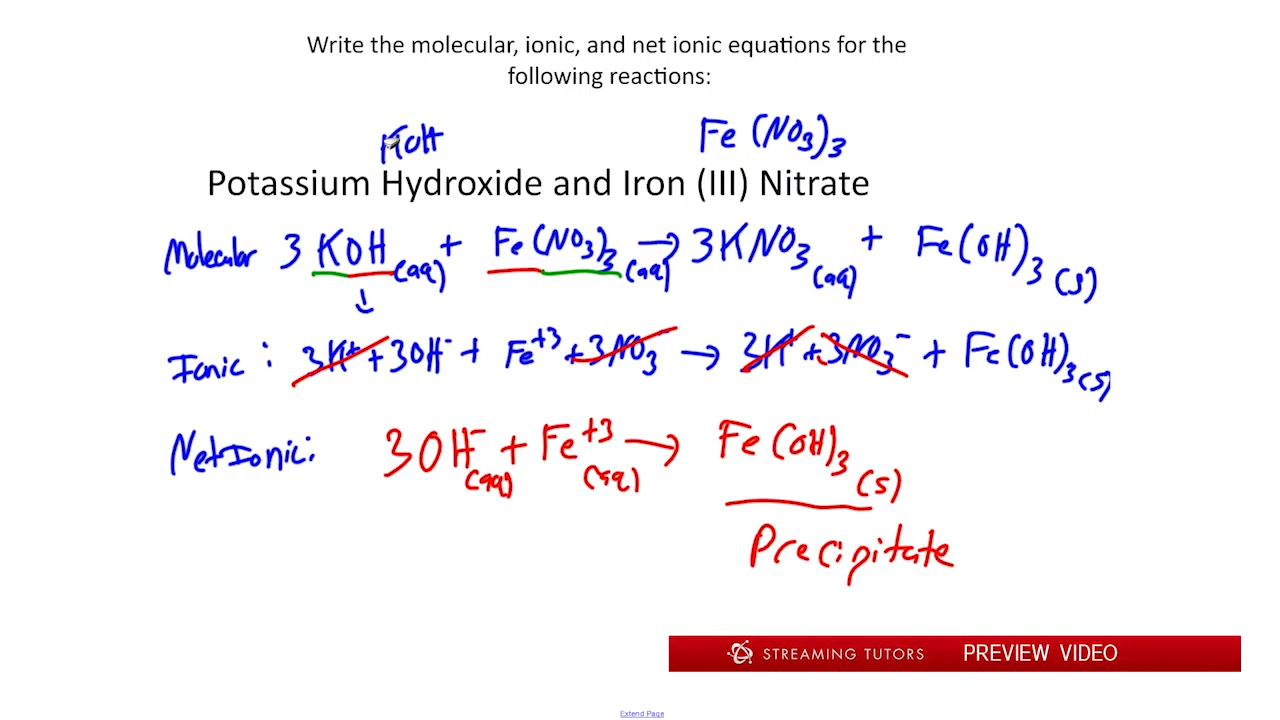 Write the molecular, ionic, and net ionic equations for the
following reactions:
KOH Fe(NO3)3
Potassium Hydroxide and Iron (III) Nitrate
Molecular 3 KOH(aq) + Fe(NO3)3(aq) → 3KNO3(aq) + Fe(OH)3(s)
↓
Ionic: 3K+ + 3OH- + Fe+3 + 3NO3- → 3K+ + 3NO3- + Fe(OH)3(s)
Net Ionic: 3OH-(aq) + Fe+3(aq) → Fe(OH)3(s)
Precipitate
STREAMING TUTORS PREVIEW VIDEO
Extend Page